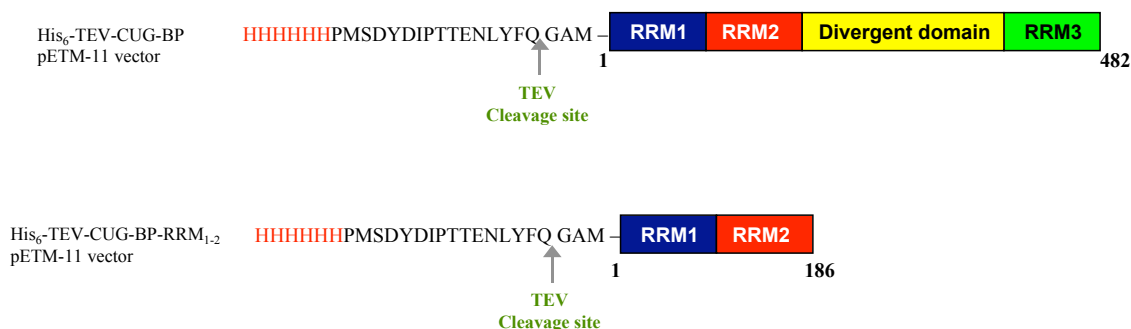 His₆-TEV-CUG-BP HHHHHHPMSDYDIPTTENLYFQ GAM – RRM1 RRM2 Divergent domain RRM3
pETM-11 vector
1 482
TEV
Cleavage site
His₆-TEV-CUG-BP-RRM₁₋₂ HHHHHHPMSDYDIPTTENLYFQ GAM – RRM1 RRM2
pETM-11 vector
1 186
TEV
Cleavage site